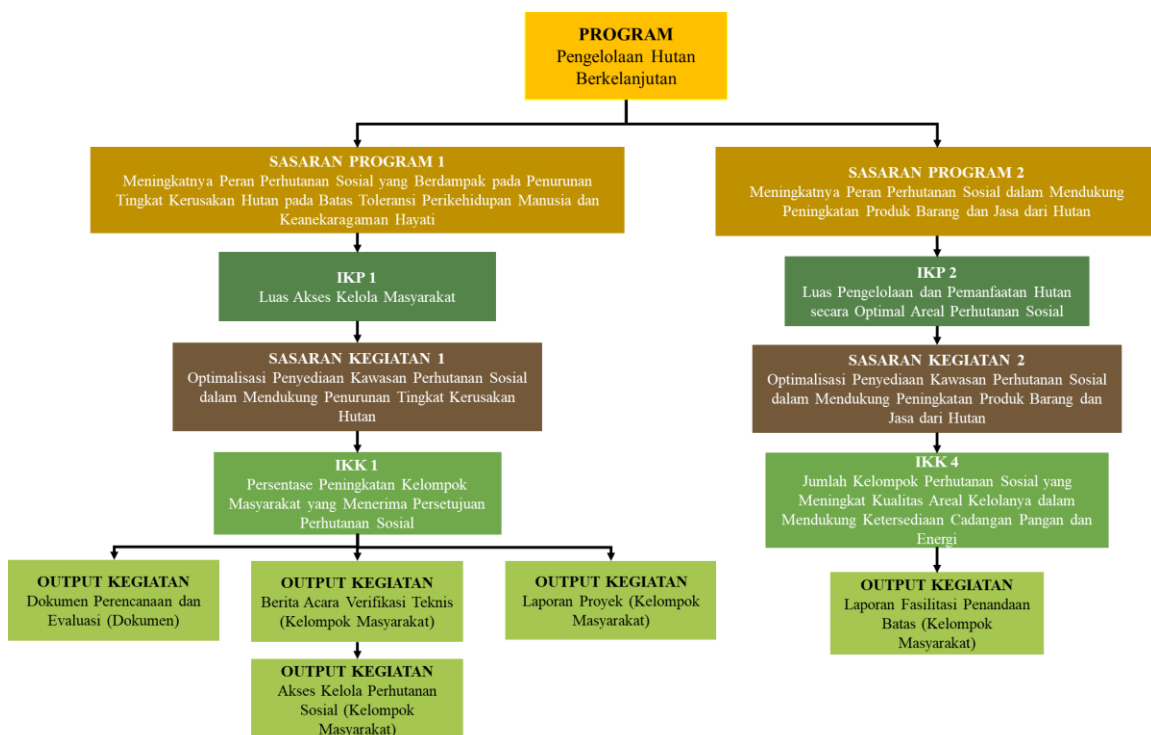 PROGRAM
Pengelolaan Hutan
Berkelanjutan
SASARAN PROGRAM 1
Meningkatnya Peran Perhutanan Sosial yang Berdampak pada Penurunan
Tingkat Kerusakan Hutan pada Batas Toleransi Perikehidupan Manusia dan
Keanekaragaman Hayati
SASARAN PROGRAM 2
Meningkatnya Peran Perhutanan Sosial dalam Mendukung
Peningkatan Produk Barang dan Jasa dari Hutan
IKP 1
Luas Akses Kelola Masyarakat
IKP 2
Luas Pengelolaan dan Pemanfaatan Hutan
secara Optimal Areal Perhutanan Sosial
SASARAN KEGIATAN 1
Optimalisasi Penyediaan Kawasan Perhutanan Sosial
dalam Mendukung Penurunan Tingkat Kerusakan
Hutan
SASARAN KEGIATAN 2
Optimalisasi Penyediaan Kawasan Perhutanan Sosial
dalam Mendukung Peningkatan Produk Barang dan
Jasa dari Hutan
IKK 1
Persentase Peningkatan Kelompok
Masyarakat yang Menerima Persetujuan
Perhutanan Sosial
IKK 4
Jumlah Kelompok Perhutanan Sosial yang
Meningkat Kualitas Areal Kelolanya dalam
Mendukung Ketersediaan Cadangan Pangan dan
Energi
OUTPUT KEGIATAN
Dokumen Perencanaan dan
Evaluasi (Dokumen)
OUTPUT KEGIATAN
Berita Acara Verifikasi Teknis
(Kelompok Masyarakat)
OUTPUT KEGIATAN
Laporan Proyek (Kelompok
Masyarakat)
OUTPUT KEGIATAN
Laporan Fasilitasi Penandaan
Batas (Kelompok
Masyarakat)
OUTPUT KEGIATAN
Akses Kelola Perhutanan
Sosial (Kelompok
Masyarakat)